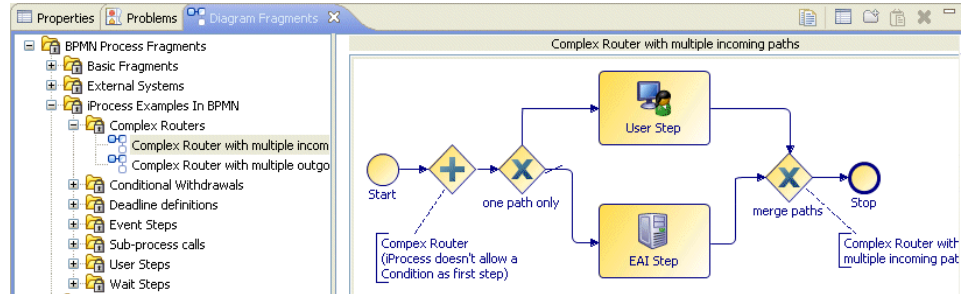 Properties Problems Diagram Fragments
BPMN Process Fragments
Basic Fragments
External Systems
iProcess Examples In BPMN
Complex Routers
Complex Router with multiple incom
Complex Router with multiple outgo
Conditional Withdrawals
Deadline definitions
Event Steps
Sub-process calls
User Steps
Wait Steps
Complex Router with multiple incoming paths
User Step
Start
one path only
merge paths
Stop
Compex Router
(iProcess doesn't allow a
Condition as first step)
EAI Step
Complex Router with
multiple incoming pat